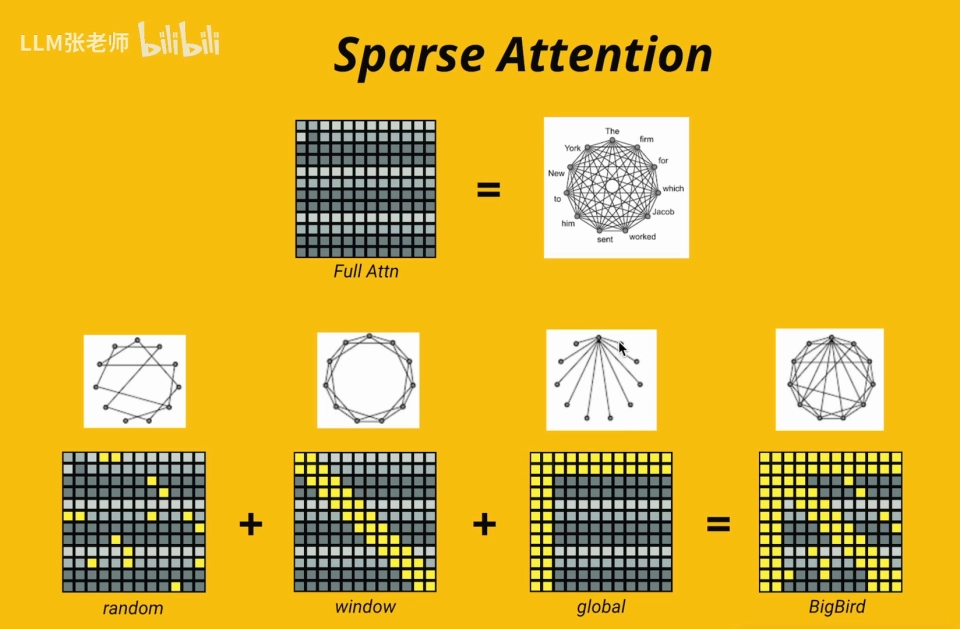 LLM张老师 bilibili
Sparse Attention
=
The
York
firm
New
for
to
which
him
Jacob
sent
worked
Full Attn
+
+
=
random
window
global
BigBird